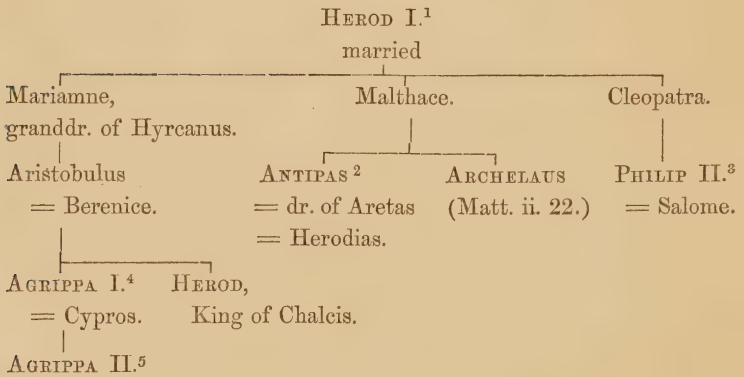 HEROD I.¹
married
Mariamne, Malthace. Cleopatra.
granddr. of Hyrcanus.
Aristobulus ANTIPAS ² ARCHELAUS PHILIP II.³
= Berenice. = dr. of Aretas (Matt. ii. 22.) = Salome.
= Herodias.
AGRIPPA I.⁴ HEROD,
= Cypros. King of Chalcis.
AGRIPPA II.⁵